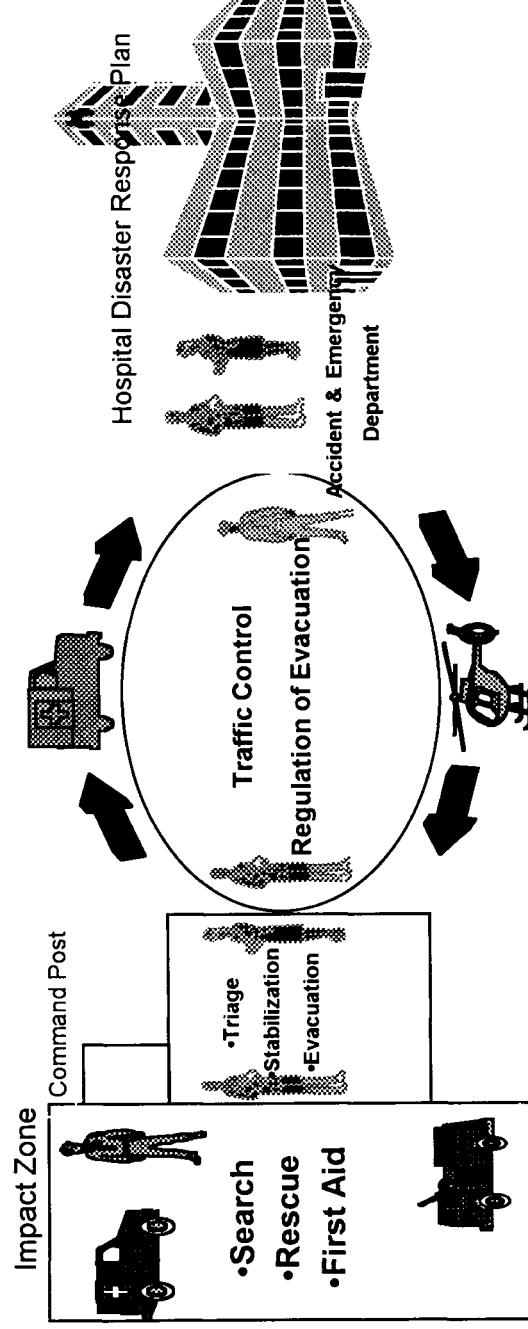 Impact Zone
Command Post
•Search
•Rescue
•First Aid
•Triage
•Stabilization
•Evacuation
Traffic Control
Regulation of Evacuation
Hospital Disaster Response Plan
Accident & Emergency
Department